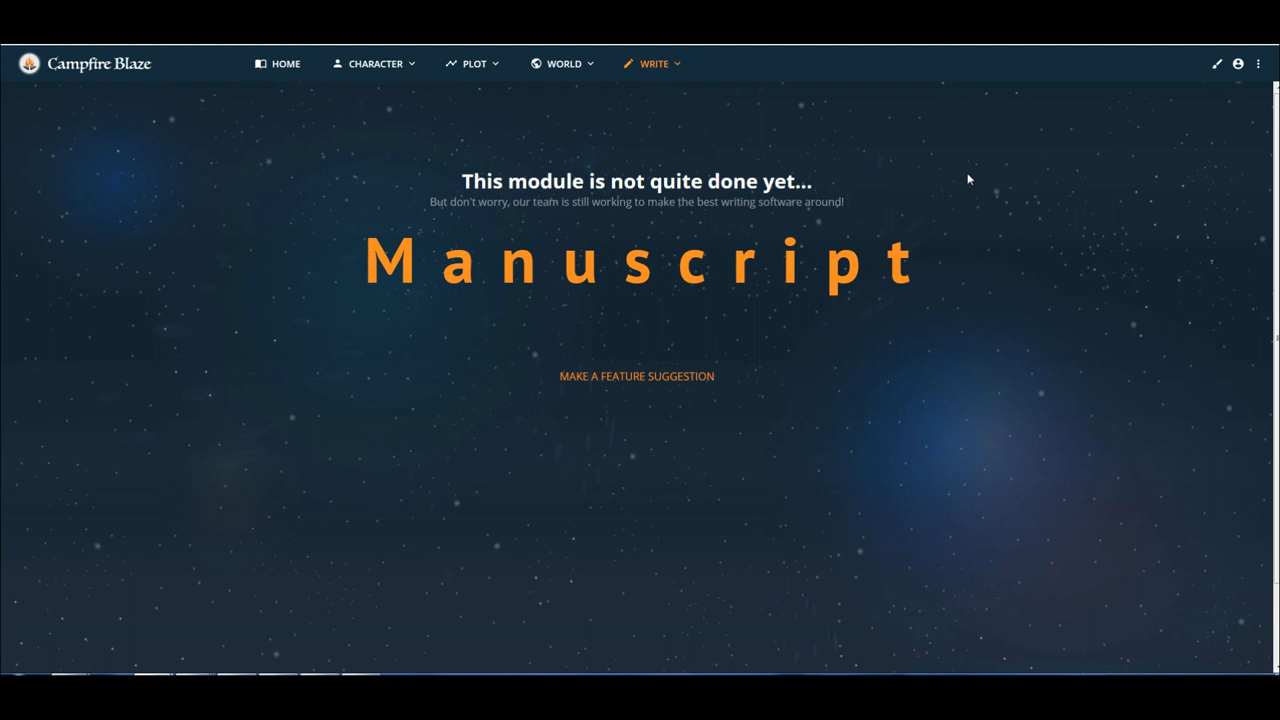 Campfire Blaze
HOME CHARACTER PLOT WORLD WRITE
This module is not quite done yet...
But don't worry, our team is still working to make the best writing software around!
Manuscript
MAKE A FEATURE SUGGESTION